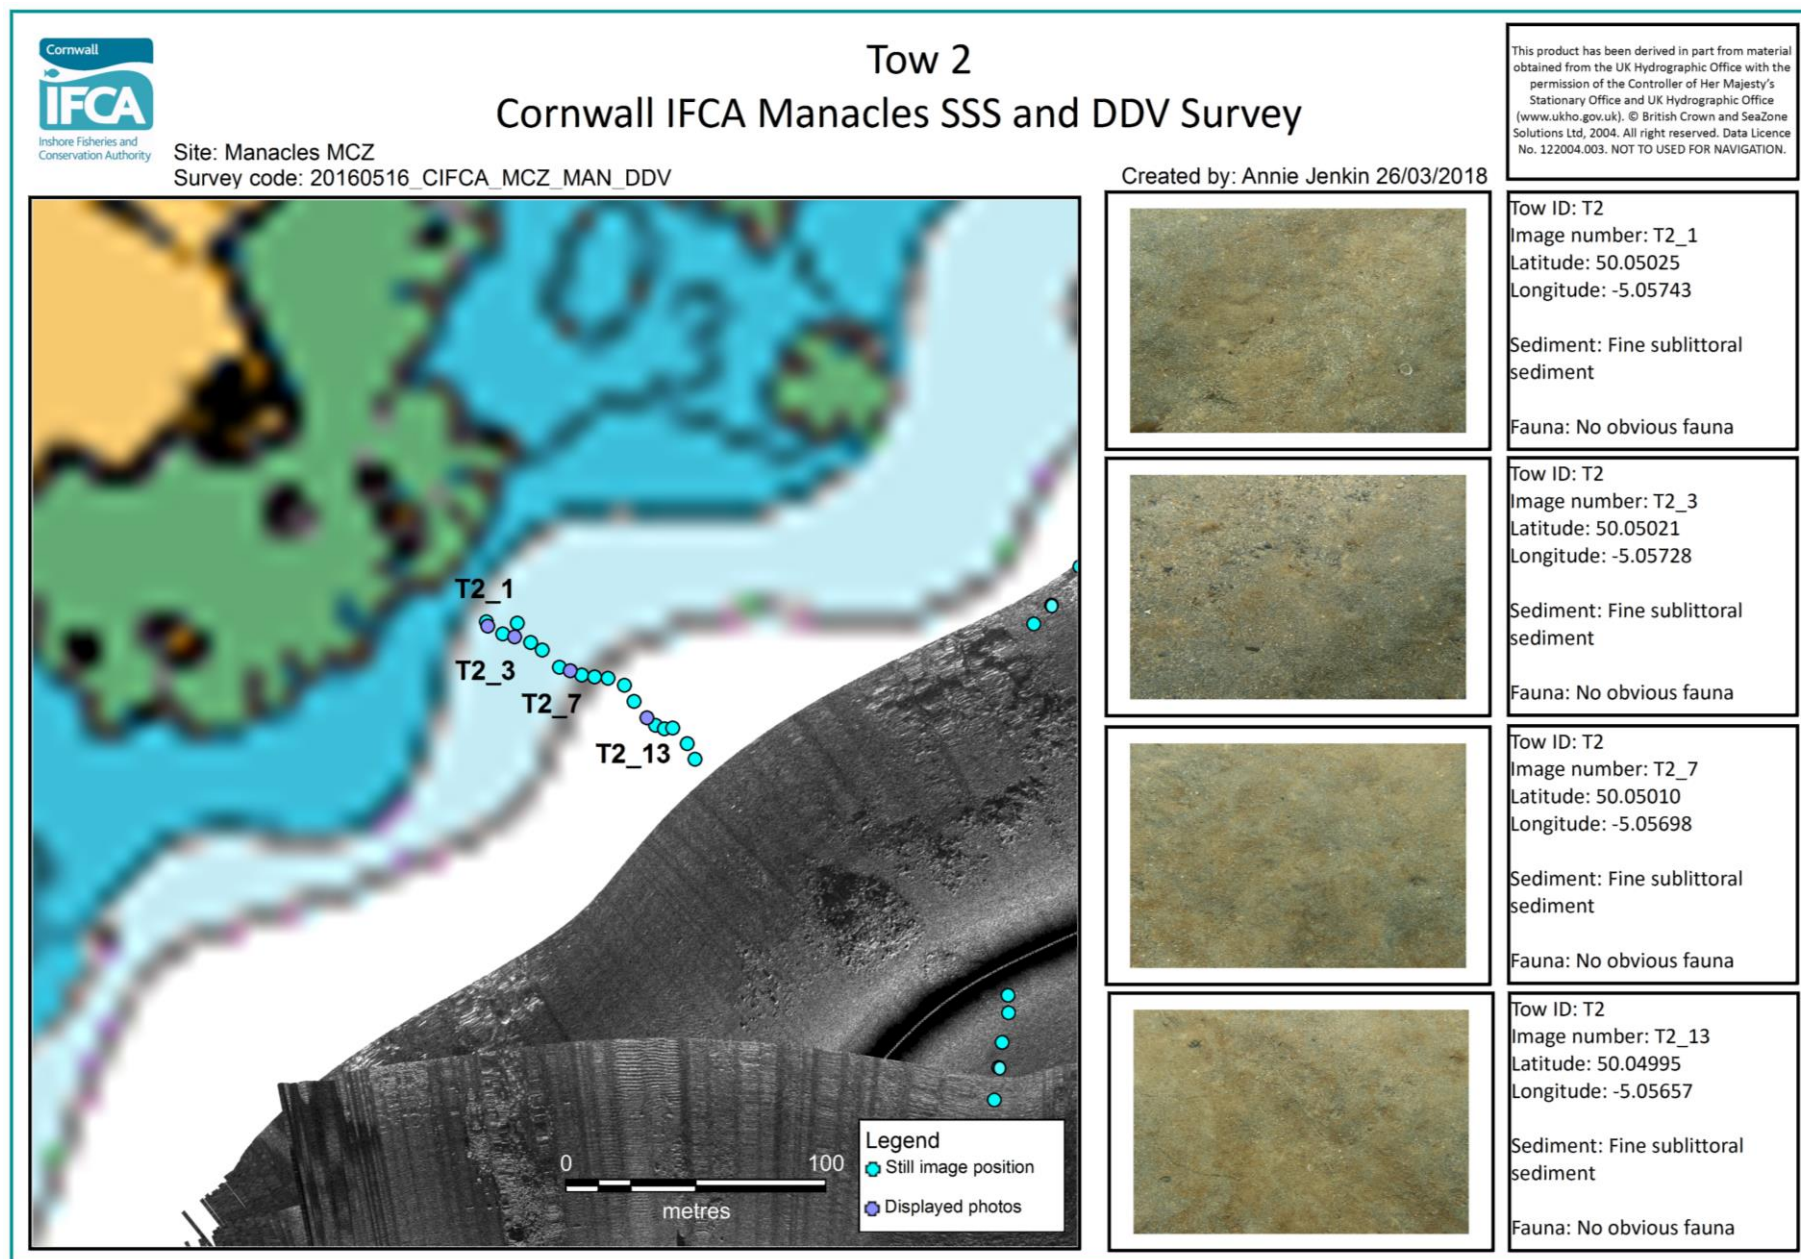 Cornwall
IFCA
Inshore Fisheries and
Conservation Authority
Tow 2
Cornwall IFCA Manacles SSS and DDV Survey
Site: Manacles MCZ
Survey code: 20160516_CIFCA_MCZ_MAN_DDV
Created by: Annie Jenkin 26/03/2018
This product has been derived in part from material
obtained from the UK Hydrographic Office with the
permission of the Controller of Her Majesty's
Stationary Office and UK Hydrographic Office
(www.ukho.gov.uk). © British Crown and SeaZone
Solutions Ltd, 2004. All right reserved. Data Licence
No. 122004.003. NOT TO USED FOR NAVIGATION.
0
3
T2_1
T2_3
T2_7
T2_13
0 100
metres
Legend
Still image position
Displayed photos
Tow ID: T2
Image number: T2_1
Latitude: 50.05025
Longitude: -5.05743
Sediment: Fine sublittoral
sediment
Fauna: No obvious fauna
Tow ID: T2
Image number: T2_3
Latitude: 50.05021
Longitude: -5.05728
Sediment: Fine sublittoral
sediment
Fauna: No obvious fauna
Tow ID: T2
Image number: T2_7
Latitude: 50.05010
Longitude: -5.05698
Sediment: Fine sublittoral
sediment
Fauna: No obvious fauna
Tow ID: T2
Image number: T2_13
Latitude: 50.04995
Longitude: -5.05657
Sediment: Fine sublittoral
sediment
Fauna: No obvious fauna